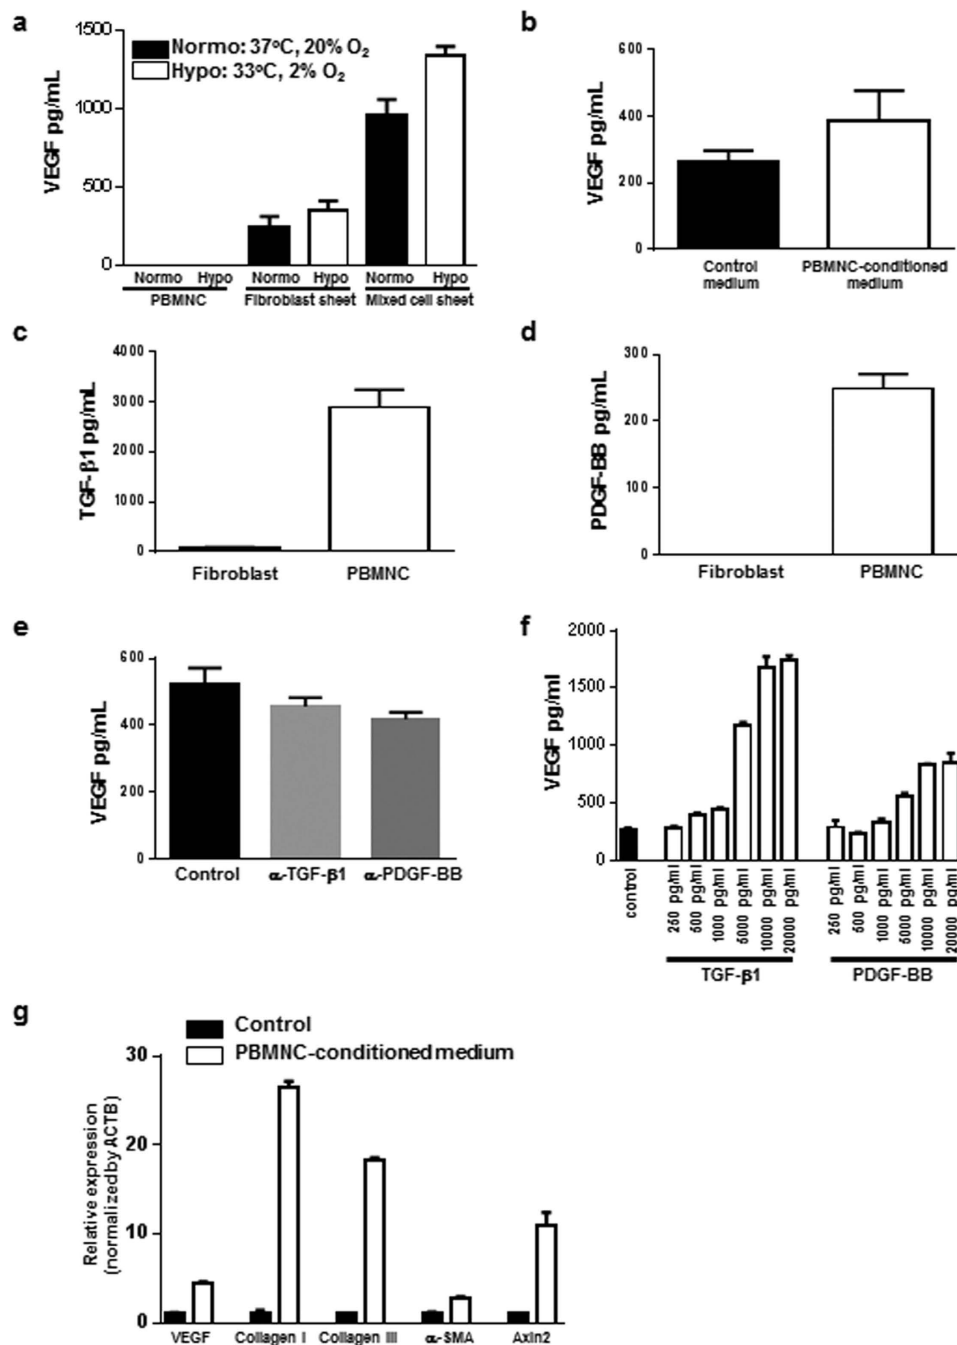 a
VEGF pg/mL
1500
1000
500
0
Normo: 37°C, 20% O₂
Hypo: 33°C, 2% O₂
Normo Hypo Normo Hypo Normo Hypo
PBMNC Fibroblast sheet Mixed cell sheet
b
VEGF pg/mL
600
400
200
0
Control medium
PBMNC-conditioned medium
c
TGF-β1 pg/mL
4000
3000
2000
1000
0
Fibroblast PBMNC
d
PDGF-BB pg/mL
300
200
100
0
Fibroblast PBMNC
e
VEGF pg/mL
600
400
200
0
Control α-TGF-β1 α-PDGF-BB
f
VEGF pg/ml
2000
1500
1000
500
0
control
250 pg/ml
500 pg/ml
1000 pg/ml
5000 pg/ml
10000 pg/ml
20000 pg/ml
TGF-β1
250 pg/ml
500 pg/ml
1000 pg/ml
5000 pg/ml
10000 pg/ml
20000 pg/ml
PDGF-BB
g
Control
PBMNC-conditioned medium
Relative expression
(normalized by ACTB)
30
20
10
0
VEGF Collagen I Collagen III α-SMA Axin2